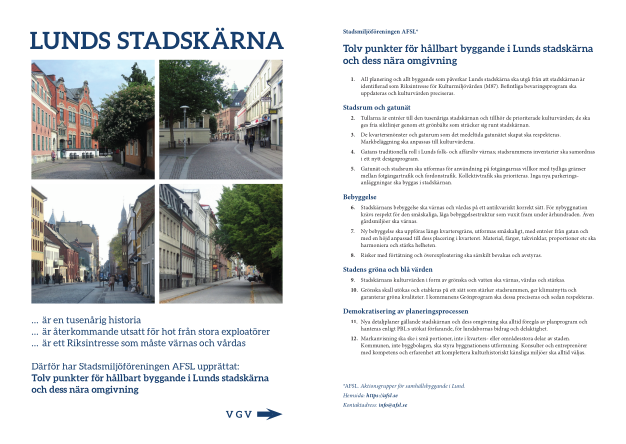 LUNDS STADSKÄRNA
... är en tusenårig historia
... är återkommande utsatt för hot från stora exploatörer
... är ett Riksintresse som måste värnas och vårdas
Därför har Stadsmiljöföreningen AFSL upprättat:
Tolv punkter för hållbart byggande i Lunds stadskärna
och dess nära omgivning
VGV
Stadsmiljöföreningen AFSL*
Tolv punkter för hållbart byggande i Lunds stadskärna
och dess nära omgivning
1. All planering och allt byggande som påverkar Lunds stadskärna ska utgå från att stadskärnan är
identifierad som Riksintresse för Kulturmiljövården (M87). Befintliga bevaringsprogram ska
uppdateras och kulturvärden preciseras.
Stadsrum och gatunät
2. Tullarna är entréer till den tusenåriga stadskärnan och tillhör de prioriterade kulturvärden; de ska
ges fria siktlinjer genom ett grönbälte som sträcker sig runt stadskärnan.
3. De kvartersmönster och gaturum som det medeltida gatunätet skapat ska respekteras.
Markbeläggning ska anpassas till kulturvärdena.
4. Gatans traditionella roll i Lunds folk- och affärsliv värnas; stadsrummens inventarier ska samordnas
i ett nytt designprogram.
5. Gatunät och stadsrum ska utformas för användning på fotgängarnas villkor med tydliga gränser
mellan fotgängartrafik och fordonstrafik. Kollektivtrafik ska prioriteras. Inga nya parkerings-
anläggningar ska byggas i stadskärnan.
Bebyggelse
6. Stadskärnans bebyggelse ska värnas och vårdas på ett antikvariskt korrekt sätt. För nybyggnation
krävs respekt för den småskaliga, låga bebyggelsestruktur som vuxit fram under århundraden. Även
gårdsmiljöer ska värnas.
7. Ny bebyggelse ska uppföras längs kvartersgräns, utformas småskaligt, med entréer från gatan och
med en höjd anpassad till dess placering i kvarteren. Material, färger, takvinklar, proportioner etc ska
harmoniera och stärka helheten.
8. Risker med förtätning och överexploatering ska särskilt bevakas och avstyras.
Stadens gröna och blå värden
9. Stadskärnans kulturvärden i form av grönska och vatten ska värnas, vårdas och stärkas.
10. Grönska skall utökas och etableras på ett sätt som stärker stadsrummen, ger klimatnytta och
garanterar gröna kvaliteter. I kommunens Grönprogram ska dessa preciseras och sedan respekteras.
Demokratisering av planeringsprocessen
11. Nya detaljplaner gällande stadskärnan och dess omgivning ska alltid föregås av planprogram och
hanteras enligt PBL:s utökat förfarande, för lundabornas bidrag och delaktighet.
12. Markanvisning ska ske i små portioner, inte i kvarters- eller områdesstora delar av staden.
Kommunen, inte byggbolagen, ska styra byggnationens utformning. Konsulter och entreprenörer
med kompetens och erfarenhet att komplettera kulturhistoriskt känsliga miljöer ska alltid väljas.
*AFSL. Aktionsgrupper för samhällsbyggande i Lund.
Hemsida: https://afsl.se
Kontaktadress: info@afsl.se